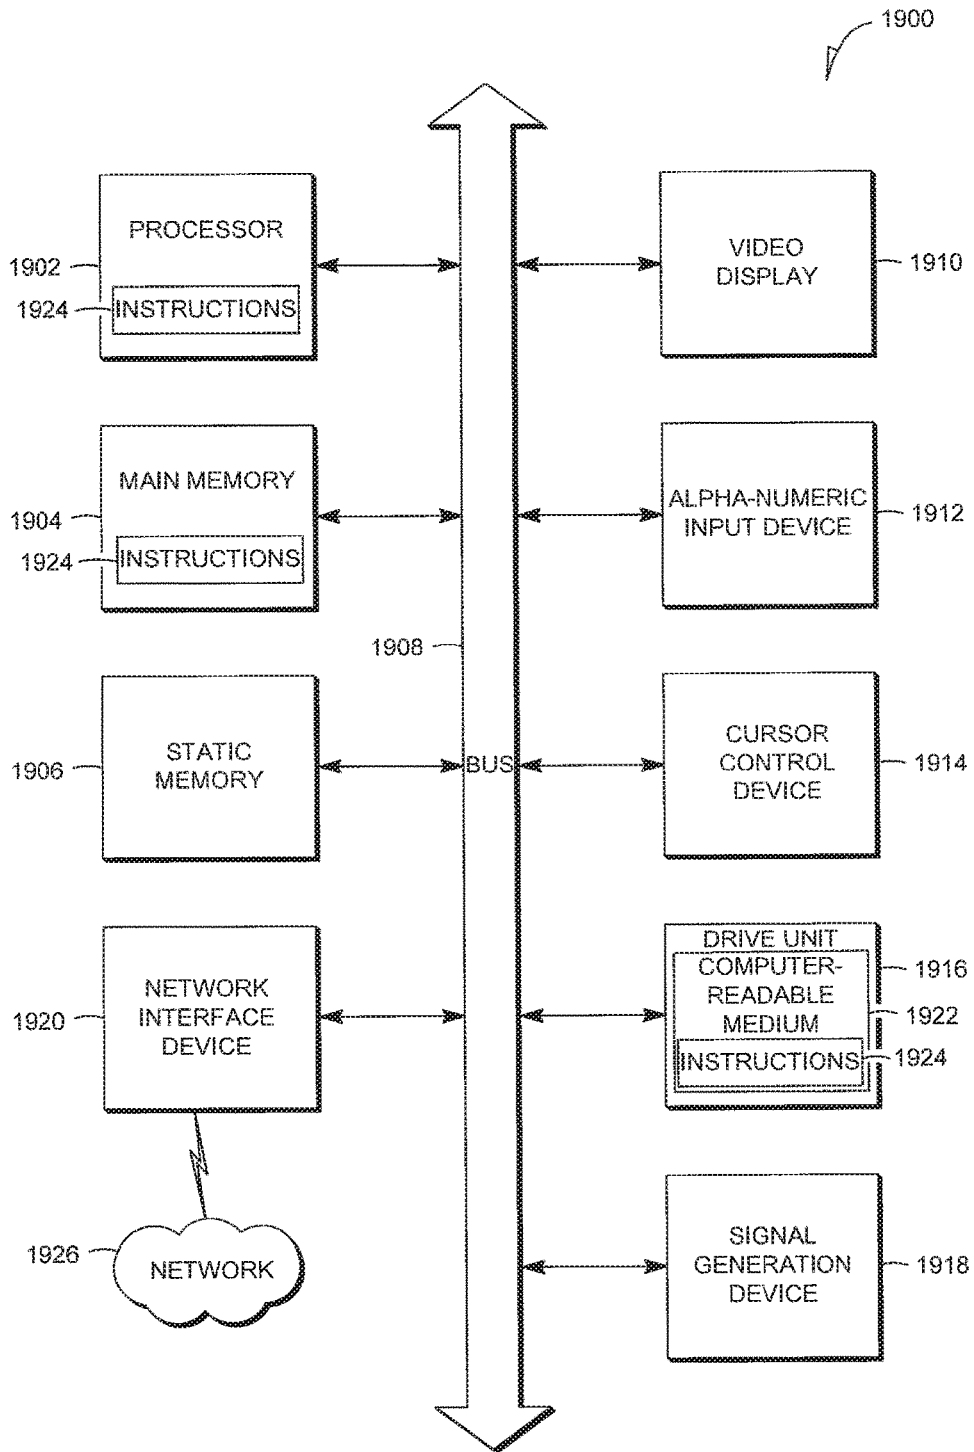 1900
PROCESSOR
1902
1924
INSTRUCTIONS
VIDEO
DISPLAY
1910
MAIN MEMORY
1904
1924
INSTRUCTIONS
ALPHA-NUMERIC
INPUT DEVICE
1912
1908
STATIC
MEMORY
1906
BUS
CURSOR
CONTROL
DEVICE
1914
NETWORK
INTERFACE
DEVICE
1920
DRIVE UNIT
COMPUTER-
READABLE
MEDIUM
INSTRUCTIONS
1916
1922
1924
1926
NETWORK
SIGNAL
GENERATION
DEVICE
1918